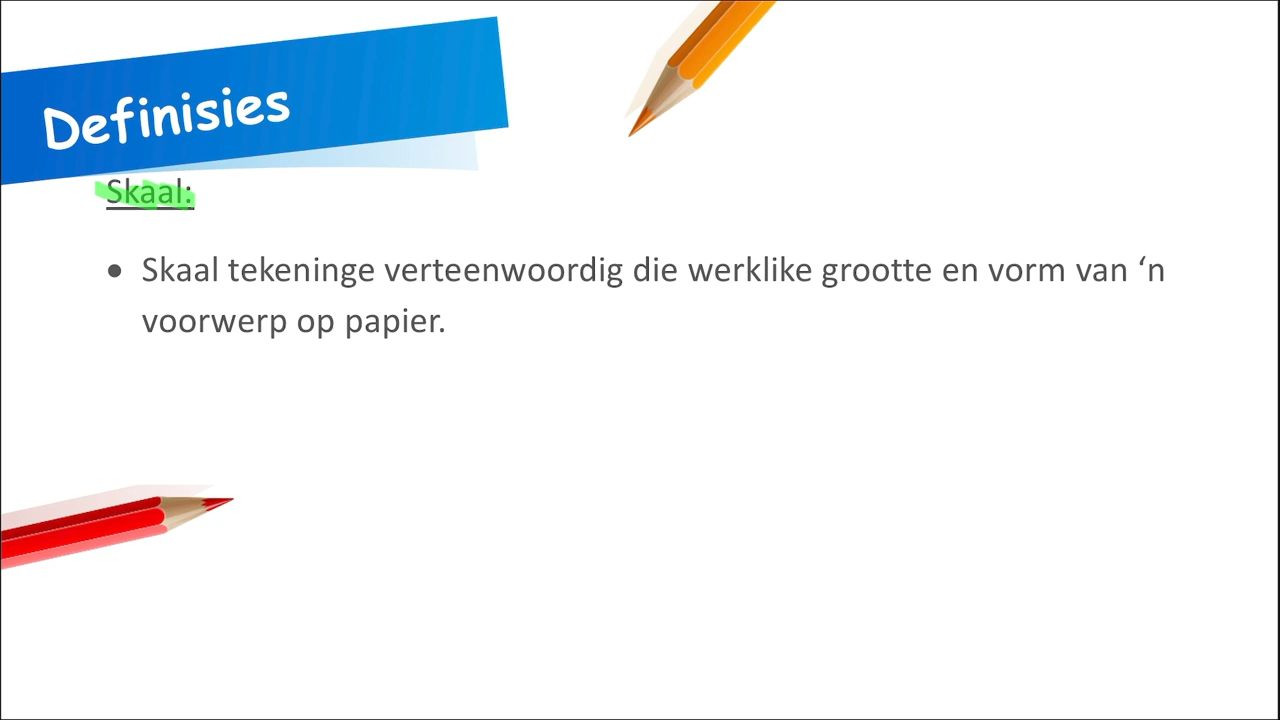 Definisies
Skaal:
• Skaal tekeninge verteenwoordig die werklike grootte en vorm van ‘n
voorwerp op papier.